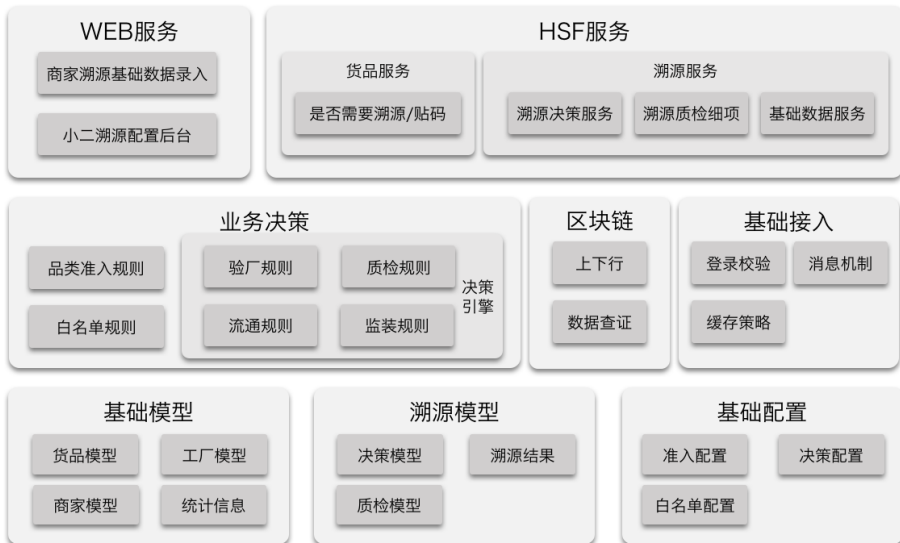 WEB服务
商家溯源基础数据录入
小二溯源配置后台
HSF服务
货品服务
是否需要溯源/贴码
溯源服务
溯源决策服务
溯源质检细项
基础数据服务
业务决策
品类准入规则
白名单规则
验厂规则
质检规则
流通规则
监装规则
决策
引擎
区块链
上下行
数据查证
基础接入
登录校验
消息机制
缓存策略
基础模型
货品模型
工厂模型
商家模型
统计信息
溯源模型
决策模型
溯源结果
质检模型
基础配置
准入配置
决策配置
白名单配置